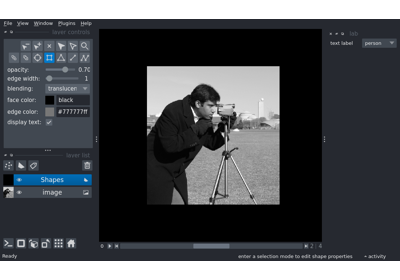 File View Window Plugins Help
layer controls
opacity: 0.70
edge width: 1
blending: translucen
face color: black
edge color: #777777ff
display text:
layer list
Shapes
image
text label person
0
2 4
Ready
enter a selection mode to edit shape properties
activity